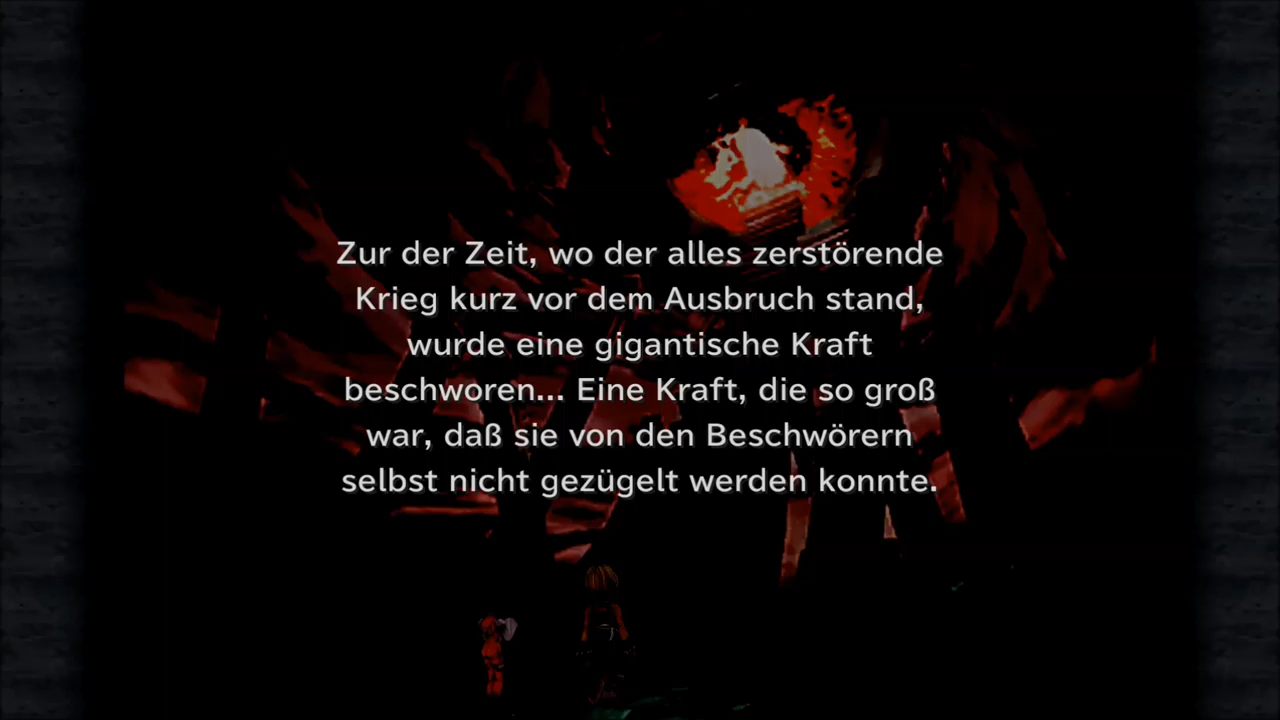 Zur der Zeit, wo der alles zerstörende
Krieg kurz vor dem Ausbruch stand,
wurde eine gigantische Kraft
beschworen... Eine Kraft, die so groß
war, daß sie von den Beschwörern
selbst nicht gezügelt werden konnte.